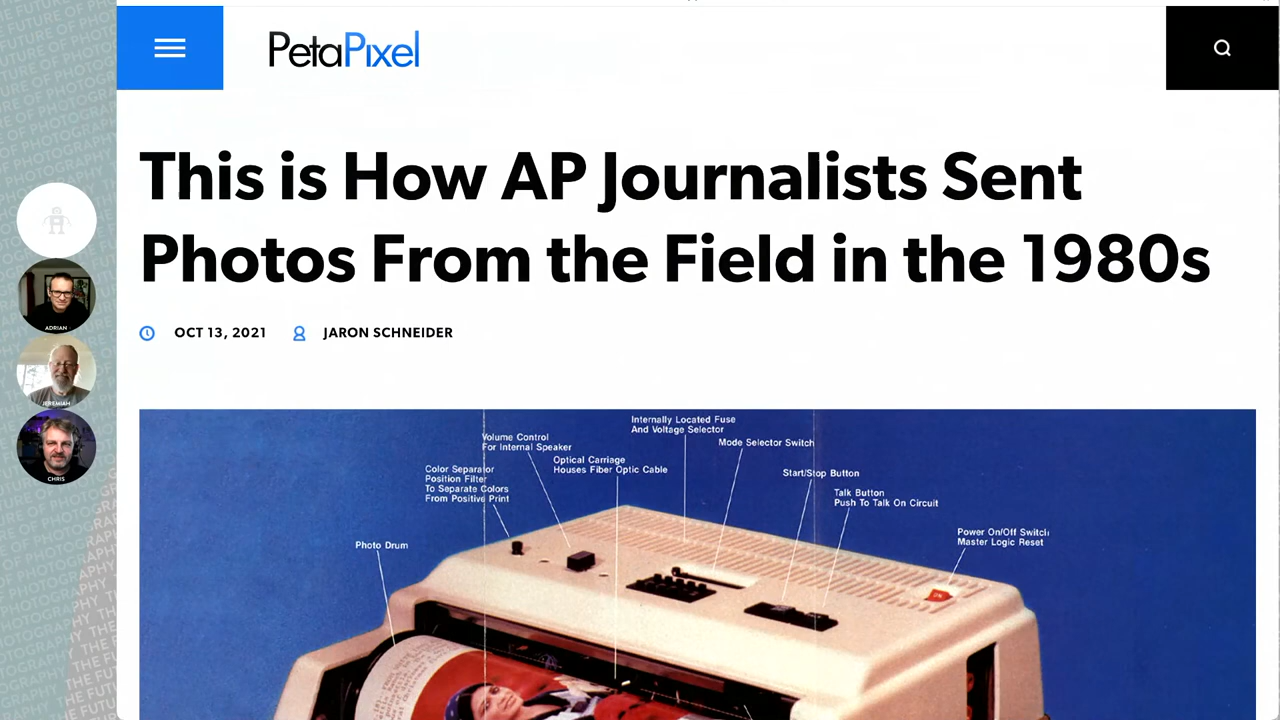 PetaPixel
This is How AP Journalists Sent
Photos From the Field in the 1980s
OCT 13, 2021 JARON SCHNEIDER
Internally Located Fuse
And Voltage Selector
Volume Control
For Internal Speaker
Mode Selector Switch
Optical Carriage
Houses Fiber Optic Cable
Color Separator
Position Filter
To Separate Colors
From Positive Print
Start/Stop Button
Talk Button
Push To Talk On Circuit
Power On/Off Switch
Master Logic Reset
Photo Drum
ADRIAN
JEREMIAH
CHRIS